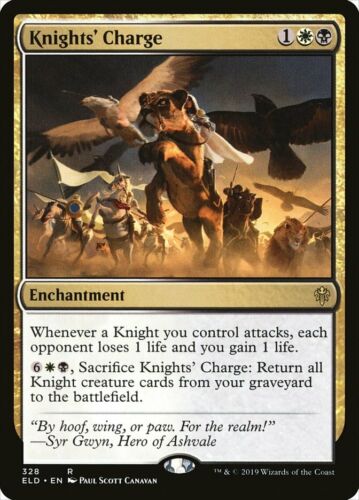 Knights' Charge 1
Enchantment
Whenever a Knight you control attacks, each
opponent loses 1 life and you gain 1 life.
6, Sacrifice Knights' Charge: Return all
Knight creature cards from your graveyard
to the battlefield.
"By hoof, wing, or paw. For the realm!"
—Syr Gwyn, Hero of Ashvale
328 R
ELD • EN Paul Scott Canavan ™ & © 2019 Wizards of the Coast